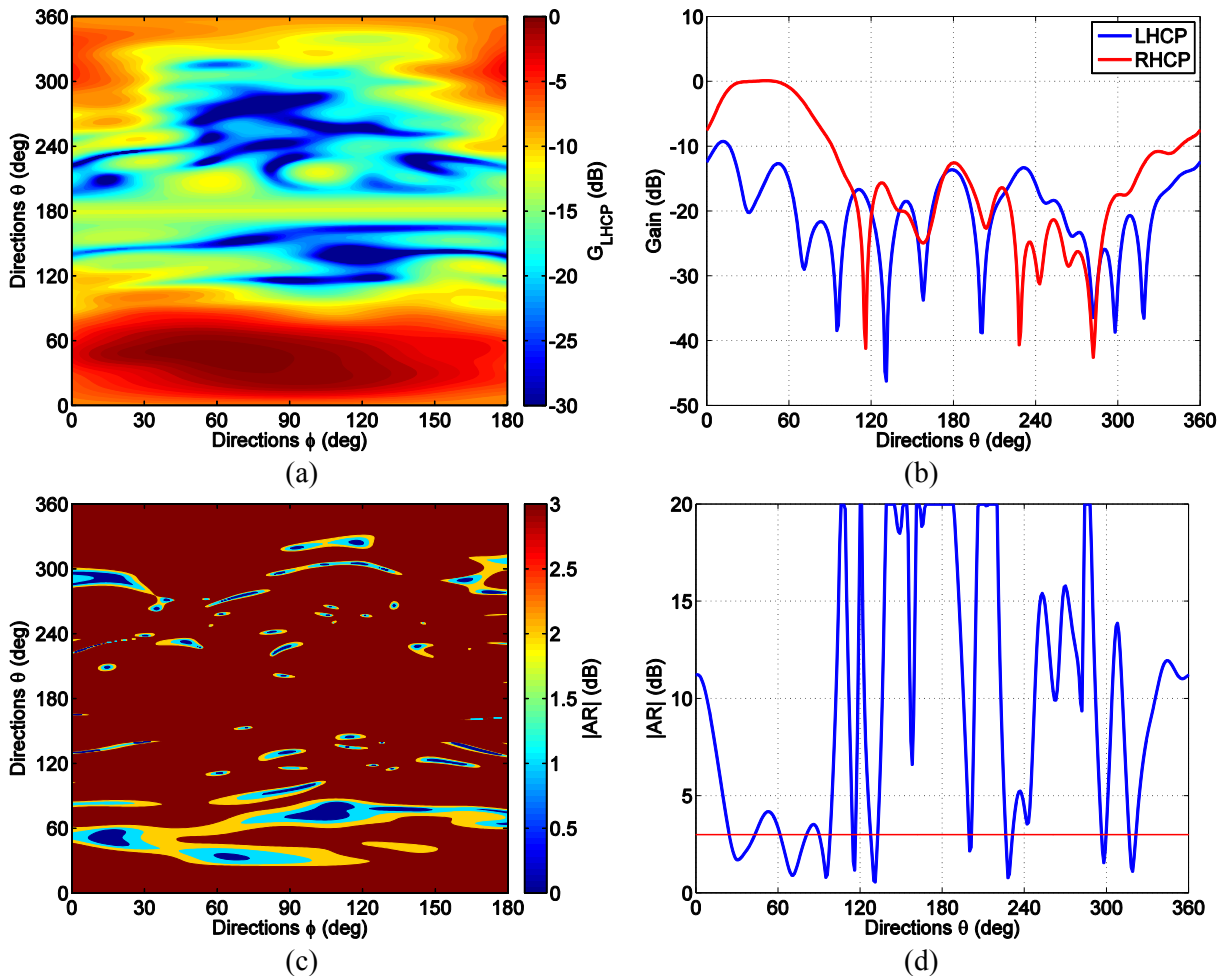 360
300
240
180
120
60
0
Directions θ (deg)
0 30 60 90 120 150 180
Directions ϕ (deg)
0
-5
-10
-15
-20
-25
-30
G_LHCP (dB)
(a)
10
0
-10
-20
-30
-40
-50
Gain (dB)
0 60 120 180 240 300 360
Directions θ (deg)
LHCP
RHCP
(b)
360
300
240
180
120
60
0
Directions θ (deg)
0 30 60 90 120 150 180
Directions ϕ (deg)
3
2.5
2
1.5
1
0.5
0
|AR| (dB)
(c)
20
15
10
5
0
|AR| (dB)
0 60 120 180 240 300 360
Directions θ (deg)
(d)